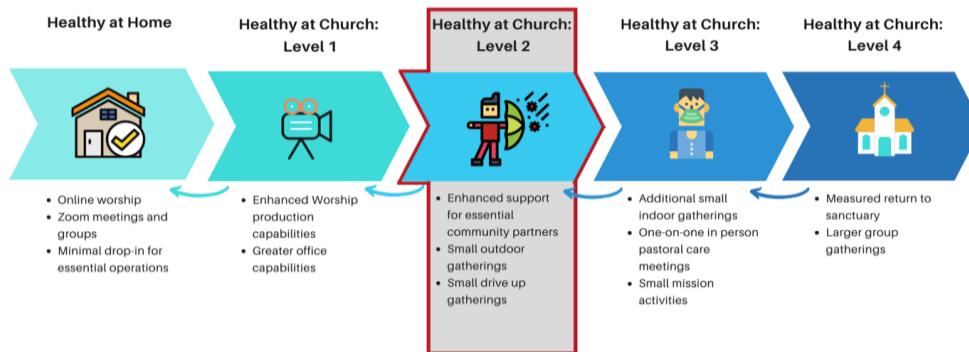 Healthy at Home
Healthy at Church:
Level 1
Healthy at Church:
Level 2
Healthy at Church:
Level 3
Healthy at Church:
Level 4
• Online worship
• Zoom meetings and
groups
• Minimal drop-in for
essential operations
• Enhanced Worship
production
capabilities
• Greater office
capabilities
• Enhanced support
for essential
community partners
• Small outdoor
gatherings
• Small drive up
gatherings
• Additional small
indoor gatherings
• One-on-one in person
pastoral care
meetings
• Small mission
activities
• Measured return to
sanctuary
• Larger group
gatherings